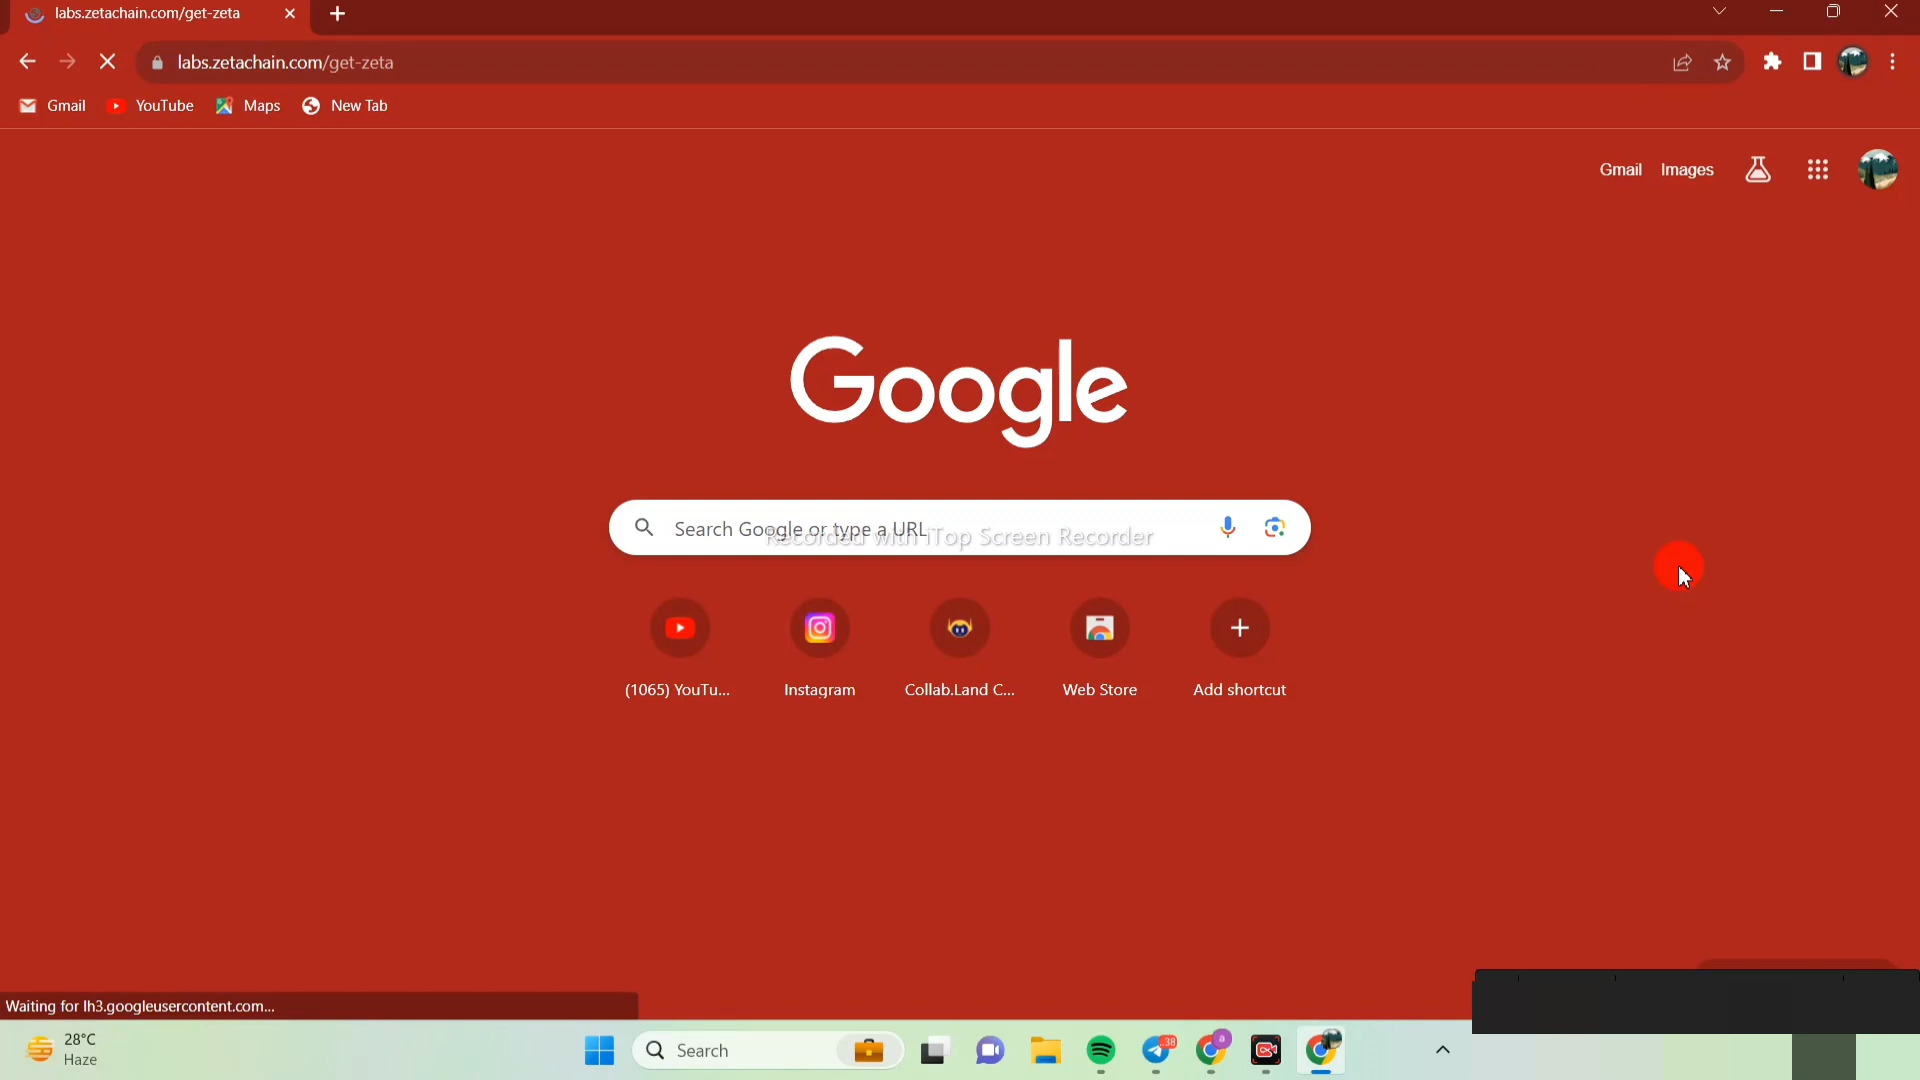 labs.zetachain.com/get-zeta
labs.zetachain.com/get-zeta
Gmail YouTube Maps New Tab
Gmail Images
Google
Search Google or type a URL
Recorded with iTop Screen Recorder
(1065) YouTu... Instagram Collab.Land C... Web Store Add shortcut
Waiting for lh3.googleusercontent.com...
28°C
Haze
Search
38
a